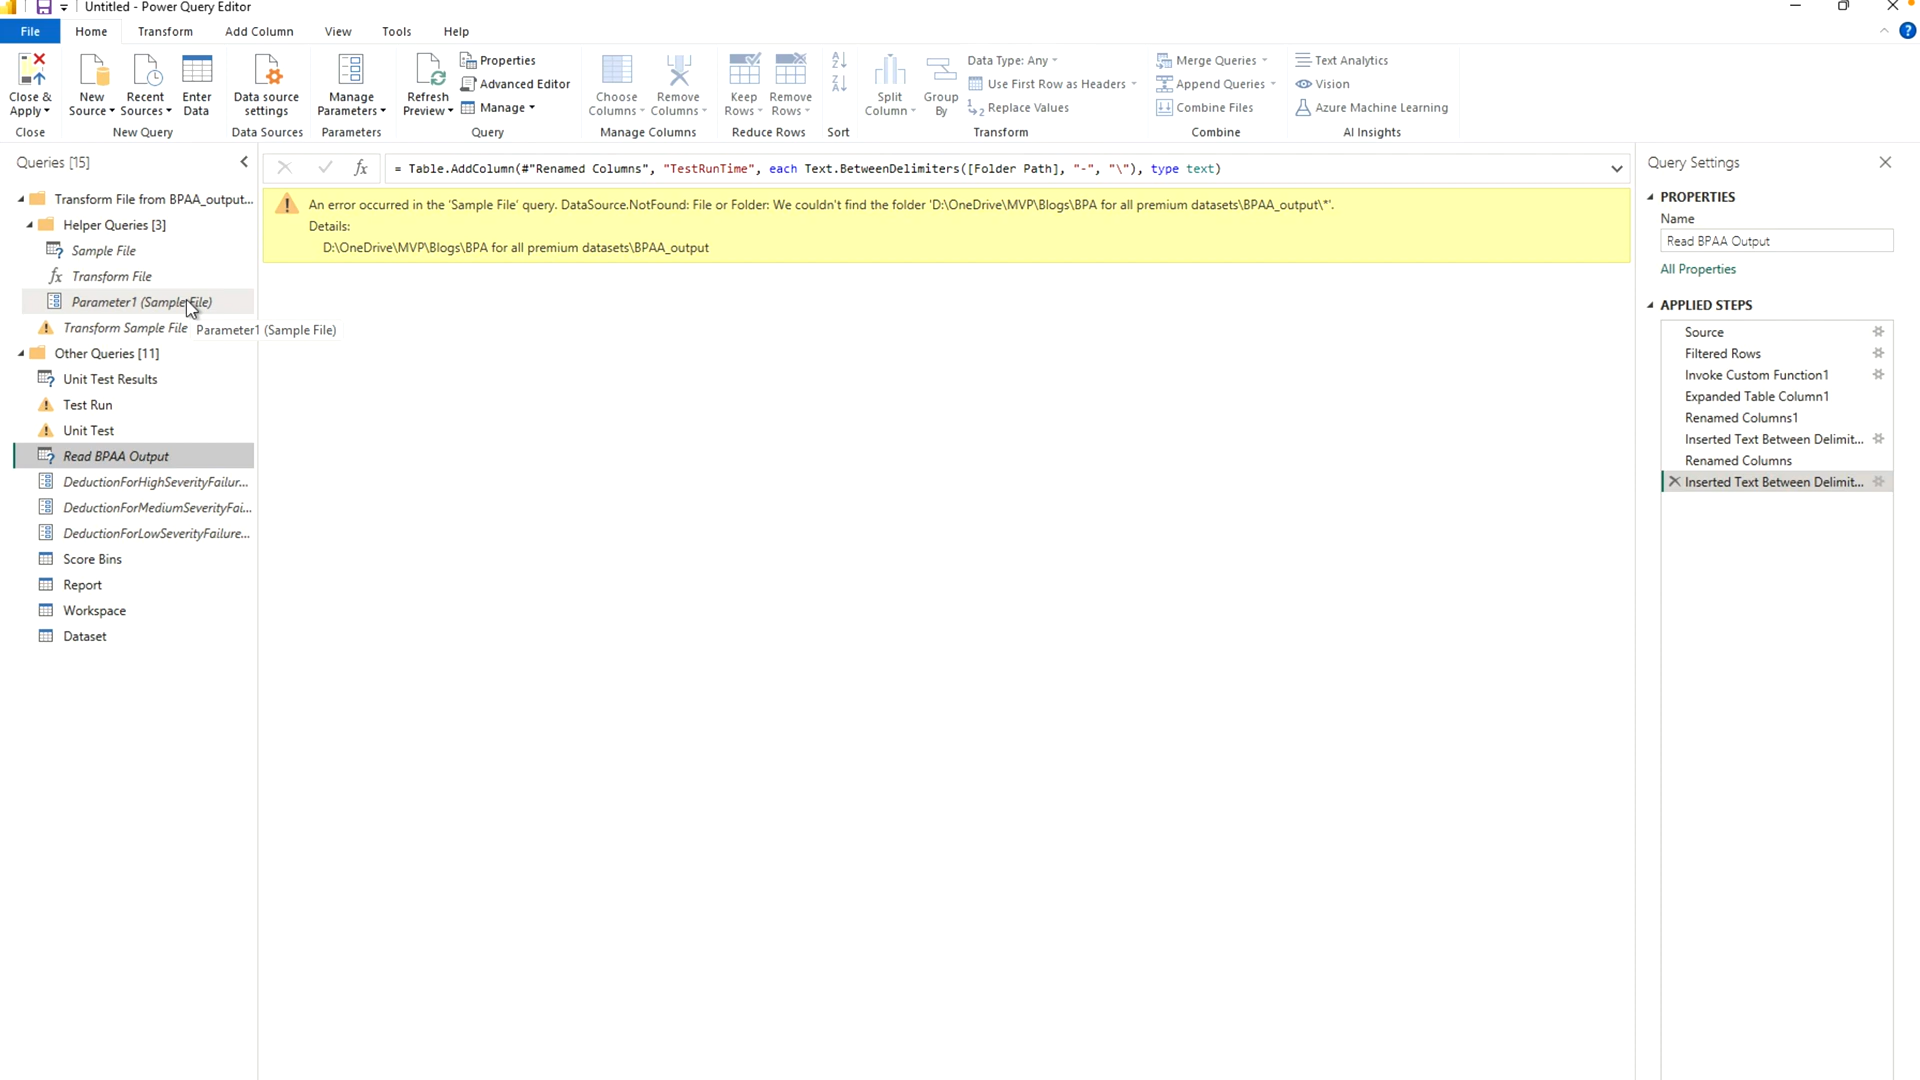 Untitled - Power Query Editor
File
Home
Transform
Add Column
View
Tools
Help
Close & Apply
New Source
Recent Sources
Enter Data
Data source settings
Manage Parameters
Refresh Preview
Properties
Advanced Editor
Manage
Choose Columns
Remove Columns
Keep Rows
Remove Rows
Split Column
Group By
Data Type: Any
Use First Row as Headers
Replace Values
Merge Queries
Append Queries
Combine Files
Text Analytics
Vision
Azure Machine Learning
Close
New Query
Data Sources
Parameters
Query
Manage Columns
Reduce Rows
Sort
Transform
Combine
AI Insights
Queries [15]
Transform File from BPAA_output...
Helper Queries [3]
Sample File
Transform File
Parameter1 (Sample File)
Transform Sample File
Parameter1 (Sample File)
Other Queries [11]
Unit Test Results
Test Run
Unit Test
Read BPAA Output
DeductionForHighSeverityFailur...
DeductionForMediumSeverityFai...
DeductionForLowSeverityFailure...
Score Bins
Report
Workspace
Dataset
fx = Table.AddColumn(#"Renamed Columns", "TestRunTime", each Text.BetweenDelimiters([Folder Path], "-", "\"), type text)
An error occurred in the 'Sample File' query. DataSource.NotFound: File or Folder: We couldn't find the folder 'D:\OneDrive\MVP\Blogs\BPA for all premium datasets\BPAA_output\*'.
Details:
D:\OneDrive\MVP\Blogs\BPA for all premium datasets\BPAA_output
Query Settings
PROPERTIES
Name
Read BPAA Output
All Properties
APPLIED STEPS
Source
Filtered Rows
Invoke Custom Function1
Expanded Table Column1
Renamed Columns1
Inserted Text Between Delimit...
Renamed Columns
Inserted Text Between Delimit...